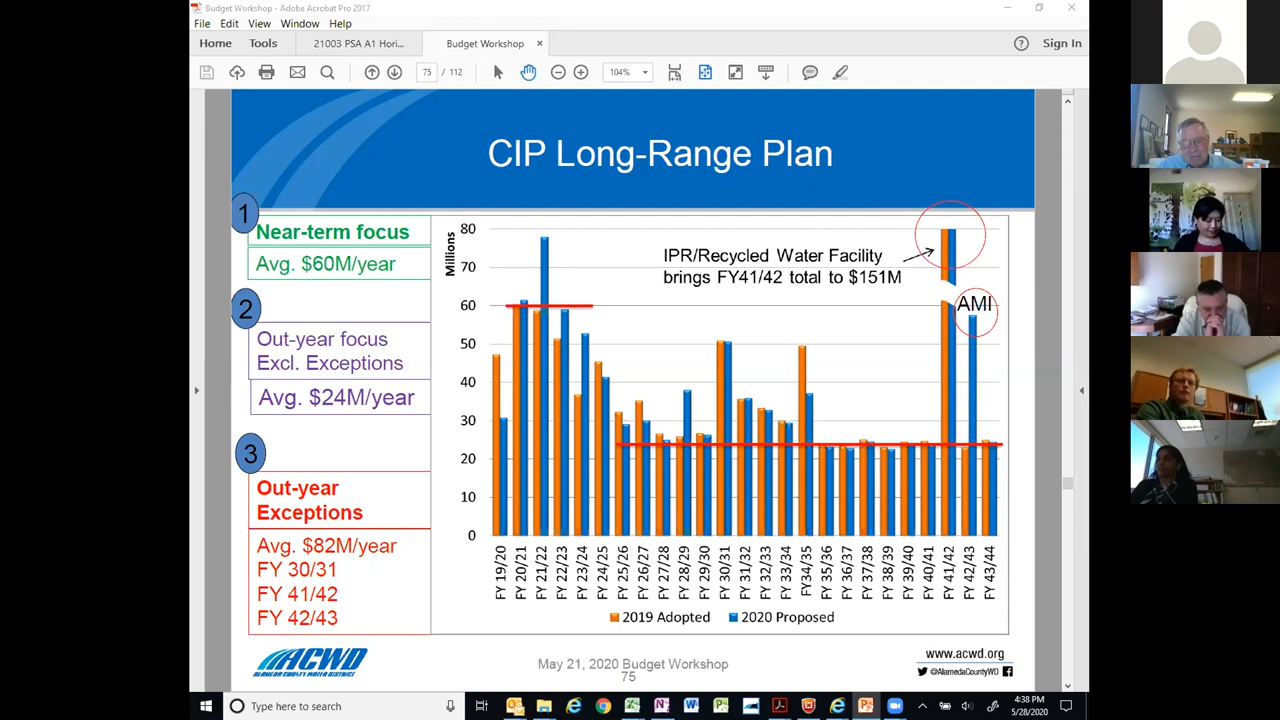 Budget Workshop - Adobe Acrobat Pro 2017
File Edit View Window Help
Home Tools 21003 PSA A1 Hori... Budget Workshop × Sign In
75 / 112 104%
CIP Long-Range Plan
1
Near-term focus
Avg. $60M/year
2
Out-year focus
Excl. Exceptions
Avg. $24M/year
3
Out-year
Exceptions
Avg. $82M/year
FY 30/31
FY 41/42
FY 42/43
Millions
80
70
60
50
40
30
20
10
0
IPR/Recycled Water Facility
brings FY41/42 total to $151M
AMI
FY 19/20
FY 20/21
FY 21/22
FY 22/23
FY 23/24
FY 24/25
FY 25/26
FY 26/27
FY 27/28
FY 28/29
FY 29/30
FY 30/31
FY 31/32
FY 32/33
FY 33/34
FY34/35
FY 35/36
FY 36/37
FY 37/38
FY 38/39
FY 39/40
FY 40/41
FY 41/42
FY 42/43
FY 43/44
2019 Adopted 2020 Proposed
ACWD
ALAMEDA COUNTY WATER DISTRICT
May 21, 2020 Budget Workshop
75
www.acwd.org
@AlamedaCountyWD
Type here to search
4:38 PM
5/28/2020